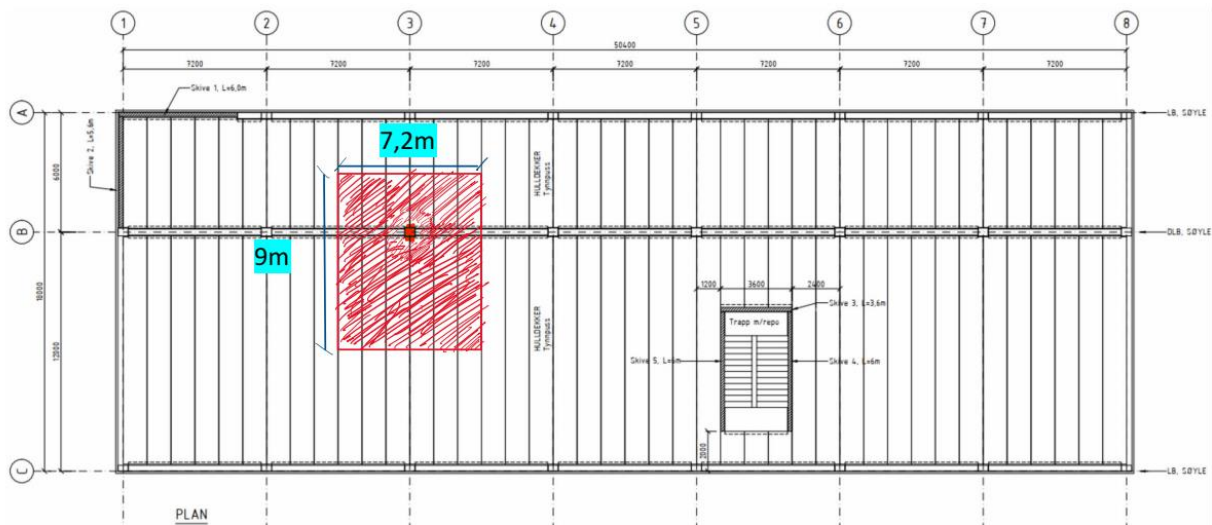 1 2 3 4 5 6 7 8
50400
7200 7200 7200 7200 7200 7200 7200
A
Skive 1, L=6,0m
LB, SØYLE
Skive 2, L=5,6m
6000
7,2m
HULLDEKKER
Tynnpuss
B
DLB, SØYLE
9m
18000
12000
1200 3600 2400
Skive 3, L=3,6m
Trapp m/repo
HULLDEKKER
Tynnpuss
Skive 5, L=6m
Skive 4, L=6m
2000
C
LB, SØYLE
PLAN